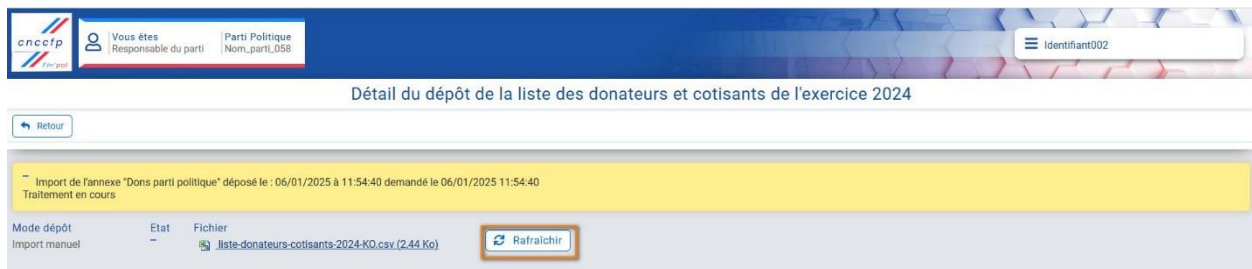 cnccfp
Fin'pol
Vous êtes
Responsable du parti
Parti Politique
Nom_parti_058
Identifiant002
Détail du dépôt de la liste des donateurs et cotisants de l'exercice 2024
Retour
Import de l'annexe "Dons parti politique" déposé le : 06/01/2025 à 11:54:40 demandé le 06/01/2025 11:54:40
Traitement en cours
Mode dépôt Etat Fichier
Import manuel – liste-donateurs-cotisants-2024-KO.csv (2,44 Ko) Rafraîchir